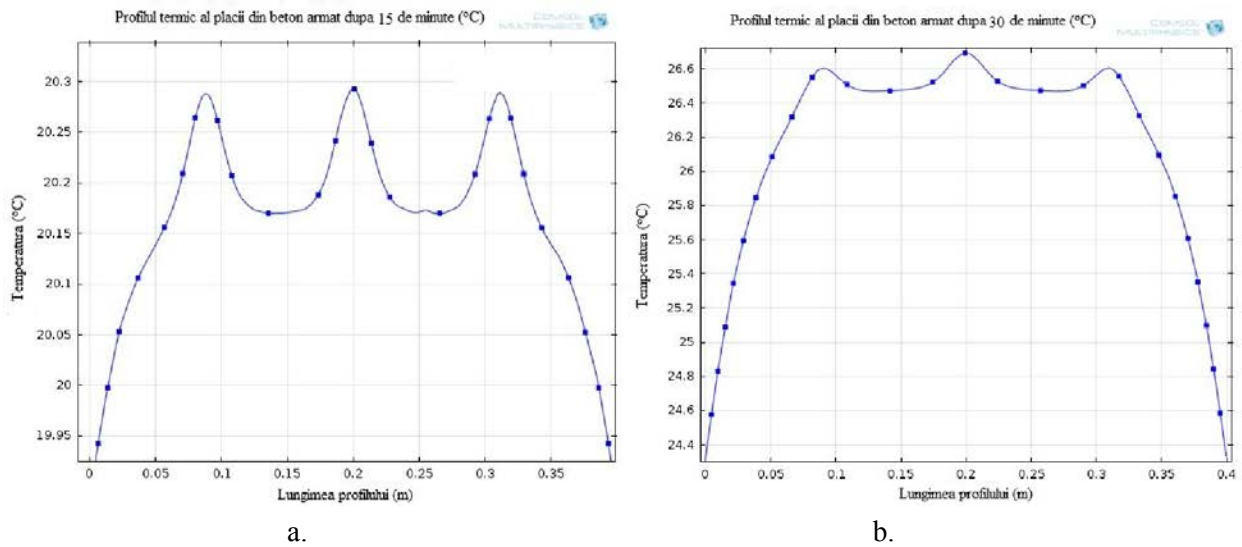 Profilul termic al placii din beton armat dupa 15 de minute (°C)
COMSOL
MULTIPHYSICS
Temperatura (°C)
20.3
20.25
20.2
20.15
20.1
20.05
20
19.95
0 0.05 0.1 0.15 0.2 0.25 0.3 0.35
Lungimea profilului (m)
a.
Profilul termic al placii din beton armat dupa 30 de minute (°C)
COMSOL
MULTIPHYSICS
Temperatura (°C)
26.6
26.4
26.2
26
25.8
25.6
25.4
25.2
25
24.8
24.6
24.4
0 0.05 0.1 0.15 0.2 0.25 0.3 0.35 0.4
Lungimea profilului (m)
b.